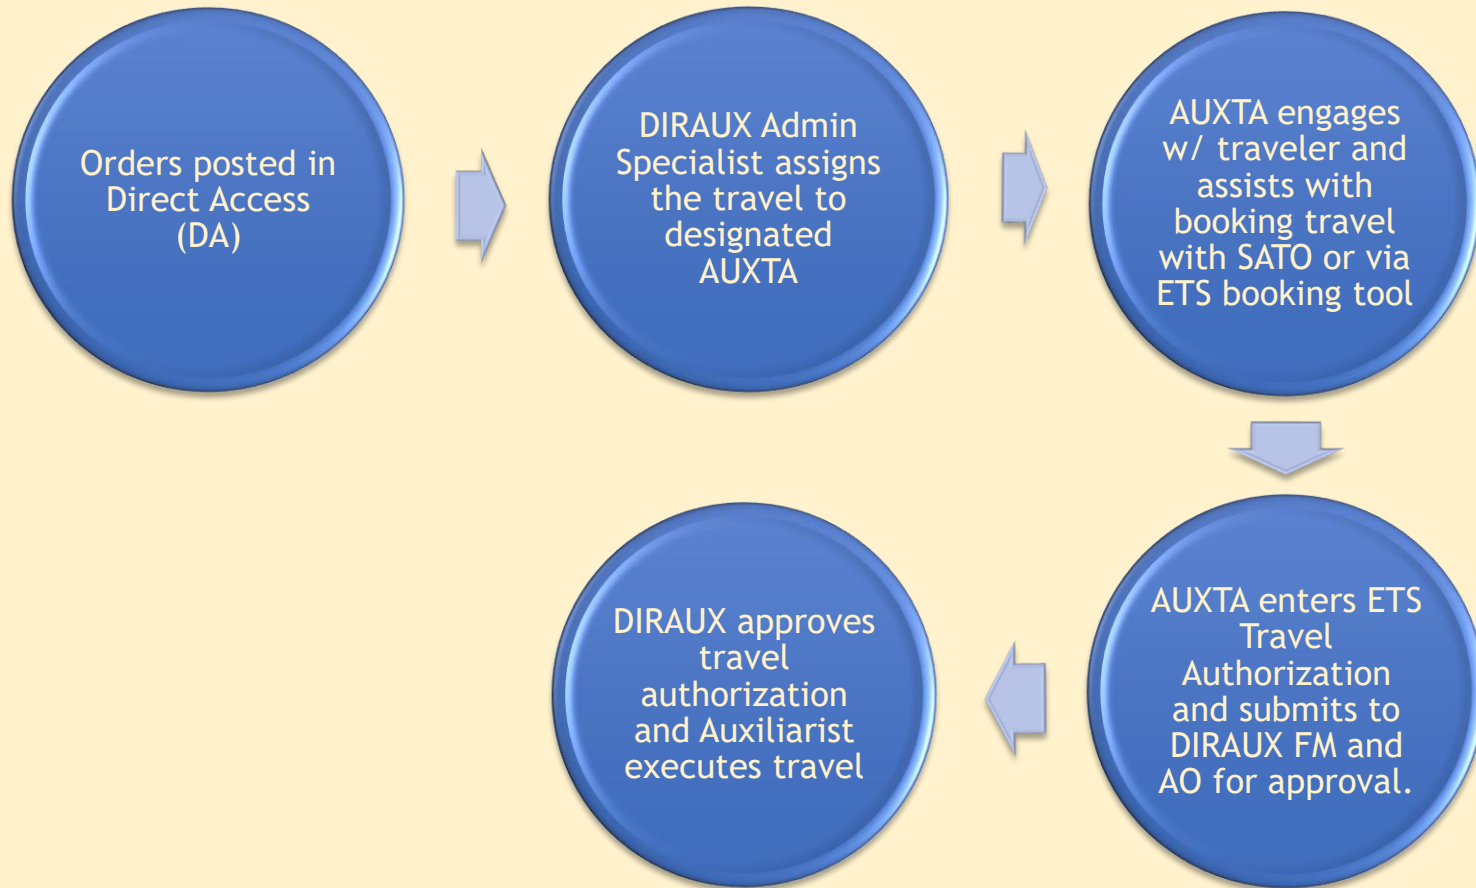 Orders posted in
Direct Access
(DA)
DIRAUX Admin
Specialist assigns
the travel to
designated
AUXTA
AUXTA engages
w/ traveler and
assists with
booking travel
with SATO or via
ETS booking tool
AUXTA enters ETS
Travel
Authorization
and submits to
DIRAUX FM and
AO for approval.
DIRAUX approves
travel
authorization
and Auxiliarist
executes travel